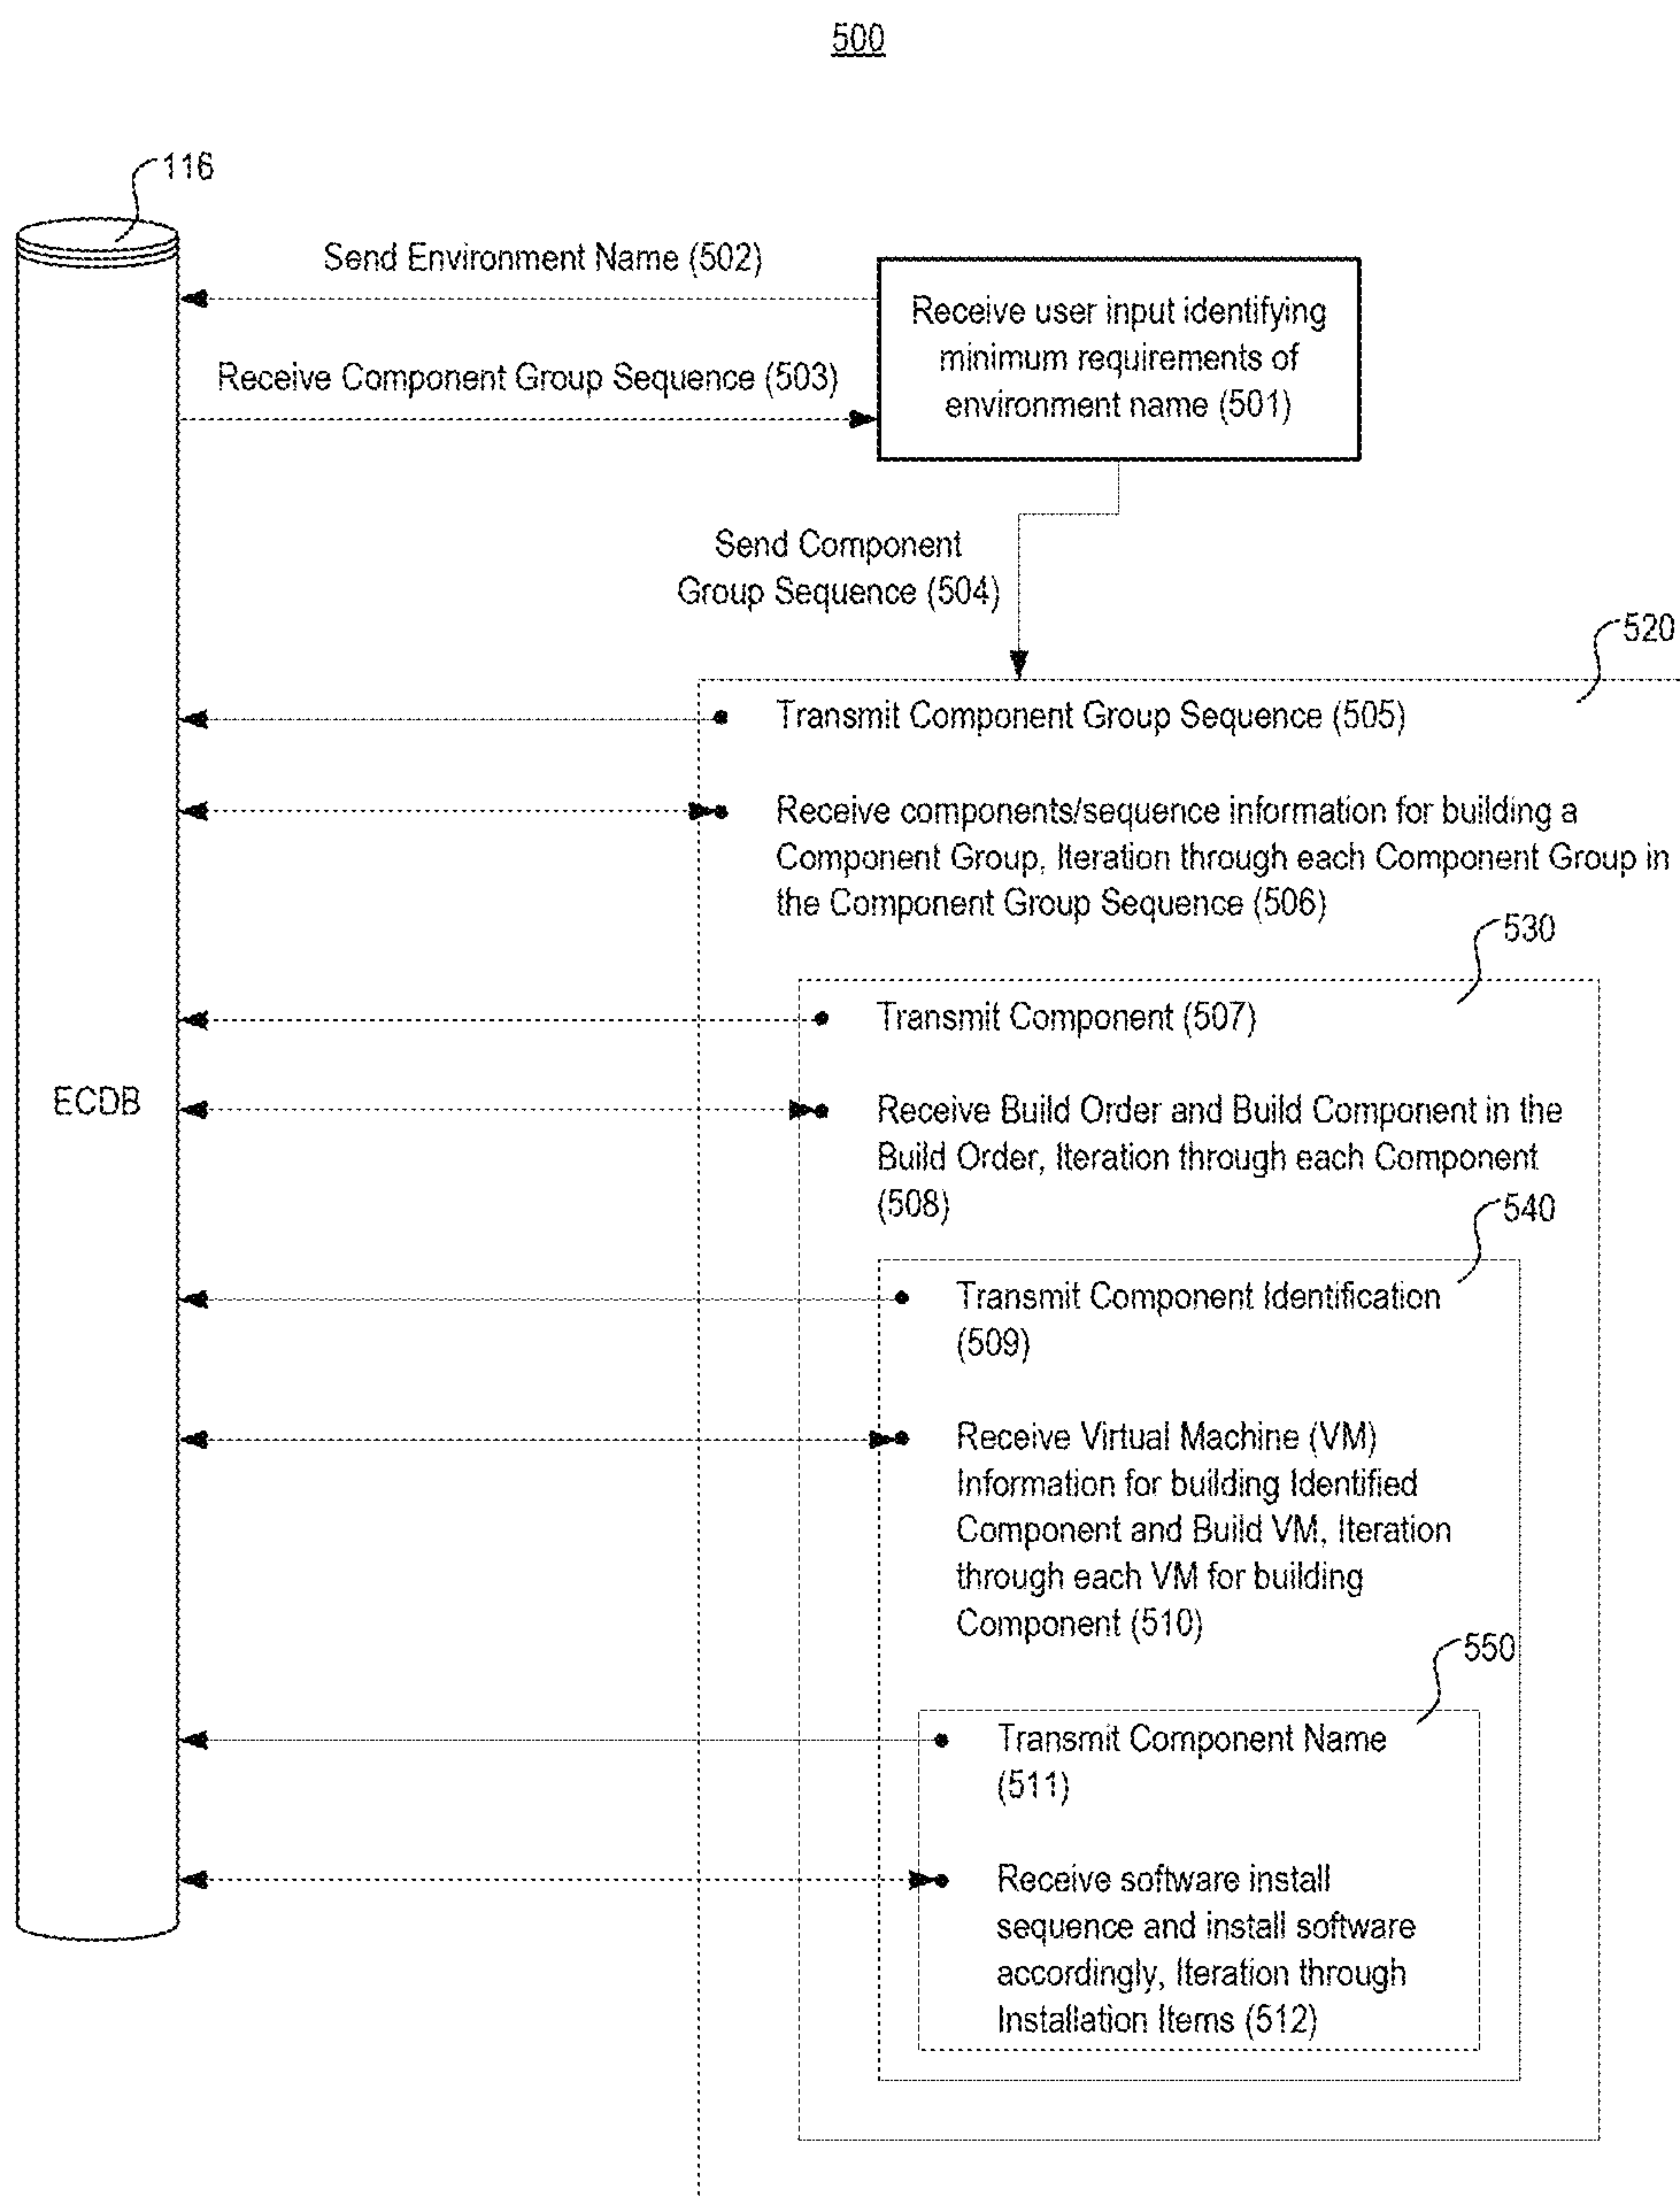 500
116
Send Environment Name (502)
Receive user input identifying
minimum requirements of
environment name (501)
Receive Component Group Sequence (503)
Send Component
Group Sequence (504)
520
Transmit Component Group Sequence (505)
Receive components/sequence information for building a
Component Group, Iteration through each Component Group in
the Component Group Sequence (506)
530
Transmit Component (507)
ECDB
Receive Build Order and Build Component in the
Build Order, Iteration through each Component
(508)
540
Transmit Component Identification
(509)
Receive Virtual Machine (VM)
Information for building Identified
Component and Build VM, Iteration
through each VM for building
Component (510)
550
Transmit Component Name
(511)
Receive software install
sequence and install software
accordingly, Iteration through
Installation Items (512)